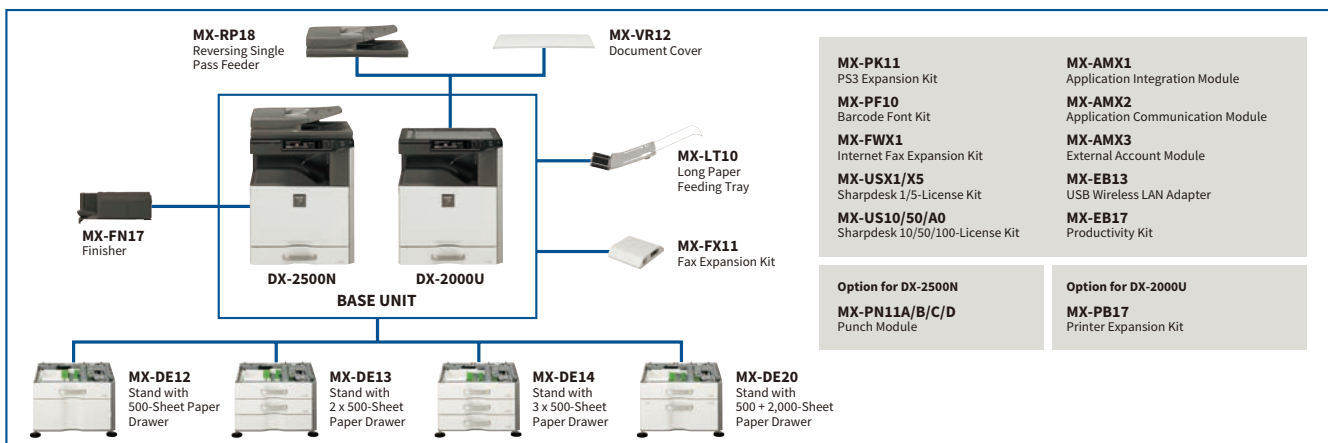 MX-RP18
Reversing Single
Pass Feeder
MX-VR12
Document Cover
MX-LT10
Long Paper
Feeding Tray
MX-FN17
Finisher
MX-FX11
Fax Expansion Kit
DX-2500N
DX-2000U
BASE UNIT
MX-DE12
Stand with
500-Sheet Paper
Drawer
MX-DE13
Stand with
2 x 500-Sheet
Paper Drawer
MX-DE14
Stand with
3 x 500-Sheet
Paper Drawer
MX-DE20
Stand with
500 + 2,000-Sheet
Paper Drawer
MX-PK11
PS3 Expansion Kit
MX-PF10
Barcode Font Kit
MX-FWX1
Internet Fax Expansion Kit
MX-USX1/X5
Sharpdesk 1/5-License Kit
MX-US10/50/A0
Sharpdesk 10/50/100-License Kit
MX-AMX1
Application Integration Module
MX-AMX2
Application Communication Module
MX-AMX3
External Account Module
MX-EB13
USB Wireless LAN Adapter
MX-EB17
Productivity Kit
Option for DX-2500N
MX-PN11A/B/C/D
Punch Module
Option for DX-2000U
MX-PB17
Printer Expansion Kit